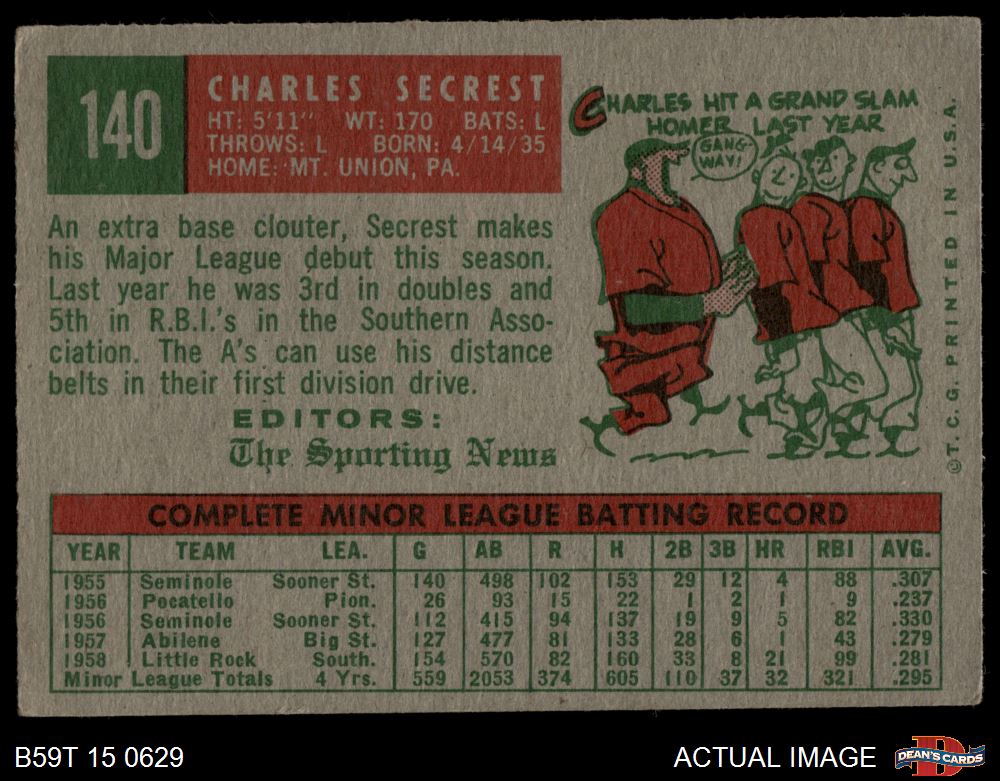 140
CHARLES SECREST
HT: 5'11" WT: 170 BATS: L
THROWS: L BORN: 4/14/35
HOME: MT. UNION, PA.
An extra base clouter, Secrest makes
his Major League debut this season.
Last year he was 3rd in doubles and
5th in R.B.I.'s in the Southern Asso-
ciation. The A's can use his distance
belts in their first division drive.
EDITORS:
The Sporting News
CHARLES HIT A GRAND SLAM
HOMER LAST YEAR
GANG
WAY!
©T.C.G. PRINTED IN U.S.A.
COMPLETE MINOR LEAGUE BATTING RECORD
YEAR TEAM LEA. G AB R H 2B 3B HR RBI AVG.
1955 Seminole Sooner St. 140 498 102 153 29 12 4 88 .307
1956 Pocatello Pion. 26 93 15 22 1 2 1 9 .237
1956 Seminole Sooner St. 112 415 94 137 19 9 5 82 .330
1957 Abilene Big St. 127 477 81 133 28 6 1 43 .279
1958 Little Rock South. 154 570 82 160 33 8 21 99 .281
Minor League Totals 4 Yrs. 559 2053 374 605 110 37 32 321 .295
B59T 15 0629
ACTUAL IMAGE
D
DEAN'S CARDS